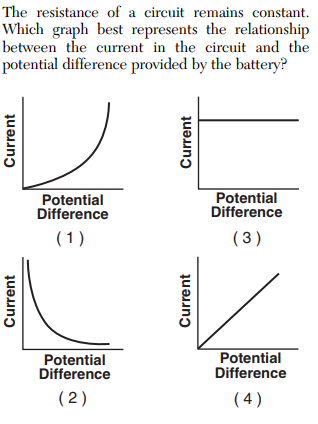 The resistance of a circuit remains constant.
Which graph best represents the relationship
between the current in the circuit and the
potential difference provided by the battery?
Current
Potential
Difference
(1)
Current
Potential
Difference
(3)
Current
Potential
Difference
(2)
Current
Potential
Difference
(4)